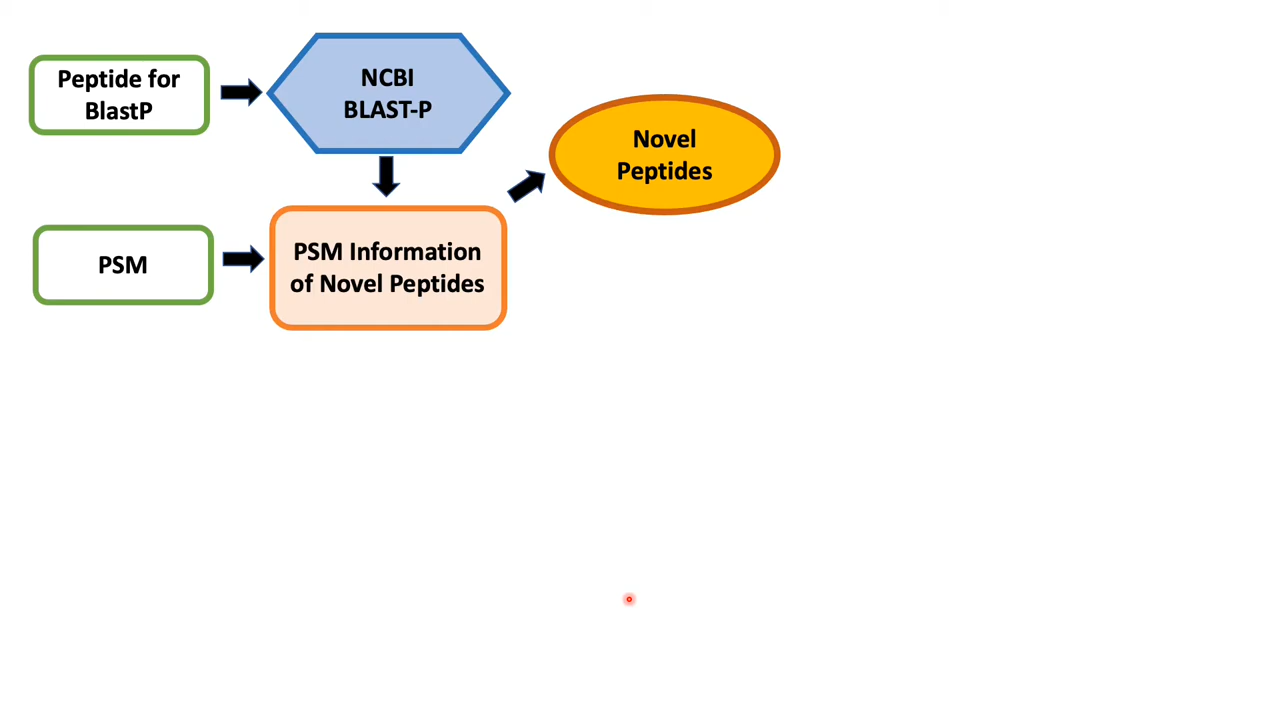 Peptide for
BlastP
NCBI
BLAST-P
Novel
Peptides
PSM
PSM Information
of Novel Peptides